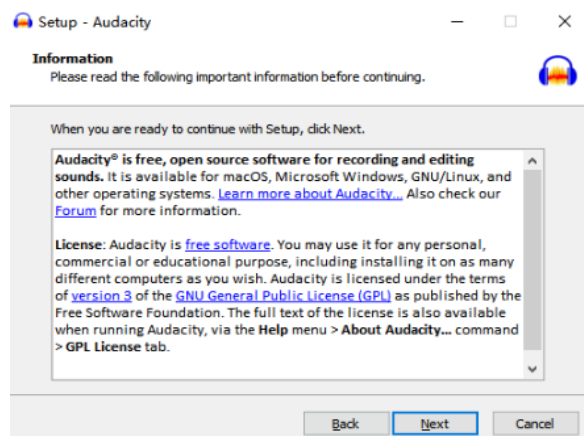 Setup - Audacity
Information
Please read the following important information before continuing.
When you are ready to continue with Setup, click Next.
Audacity® is free, open source software for recording and editing
sounds. It is available for macOS, Microsoft Windows, GNU/Linux, and
other operating systems. Learn more about Audacity... Also check our
Forum for more information.
License: Audacity is free software. You may use it for any personal,
commercial or educational purpose, including installing it on as many
different computers as you wish. Audacity is licensed under the terms
of version 3 of the GNU General Public License (GPL) as published by the
Free Software Foundation. The full text of the license is also available
when running Audacity, via the Help menu > About Audacity... command
> GPL License tab.
Back Next Cancel